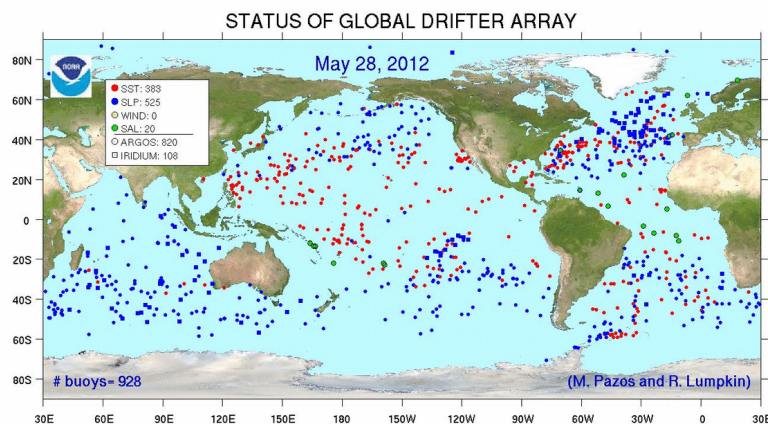 STATUS OF GLOBAL DRIFTER ARRAY
May 28, 2012
NOAA
SST: 383
SLP: 525
WIND: 0
SAL: 20
ARGOS: 820
IRIDIUM: 108
80N
60N
40N
20N
0
20S
40S
60S
80S
# buoys= 928
(M. Pazos and R. Lumpkin)
30E 60E 90E 120E 150E 180 150W 120W 90W 60W 30W 0 30E